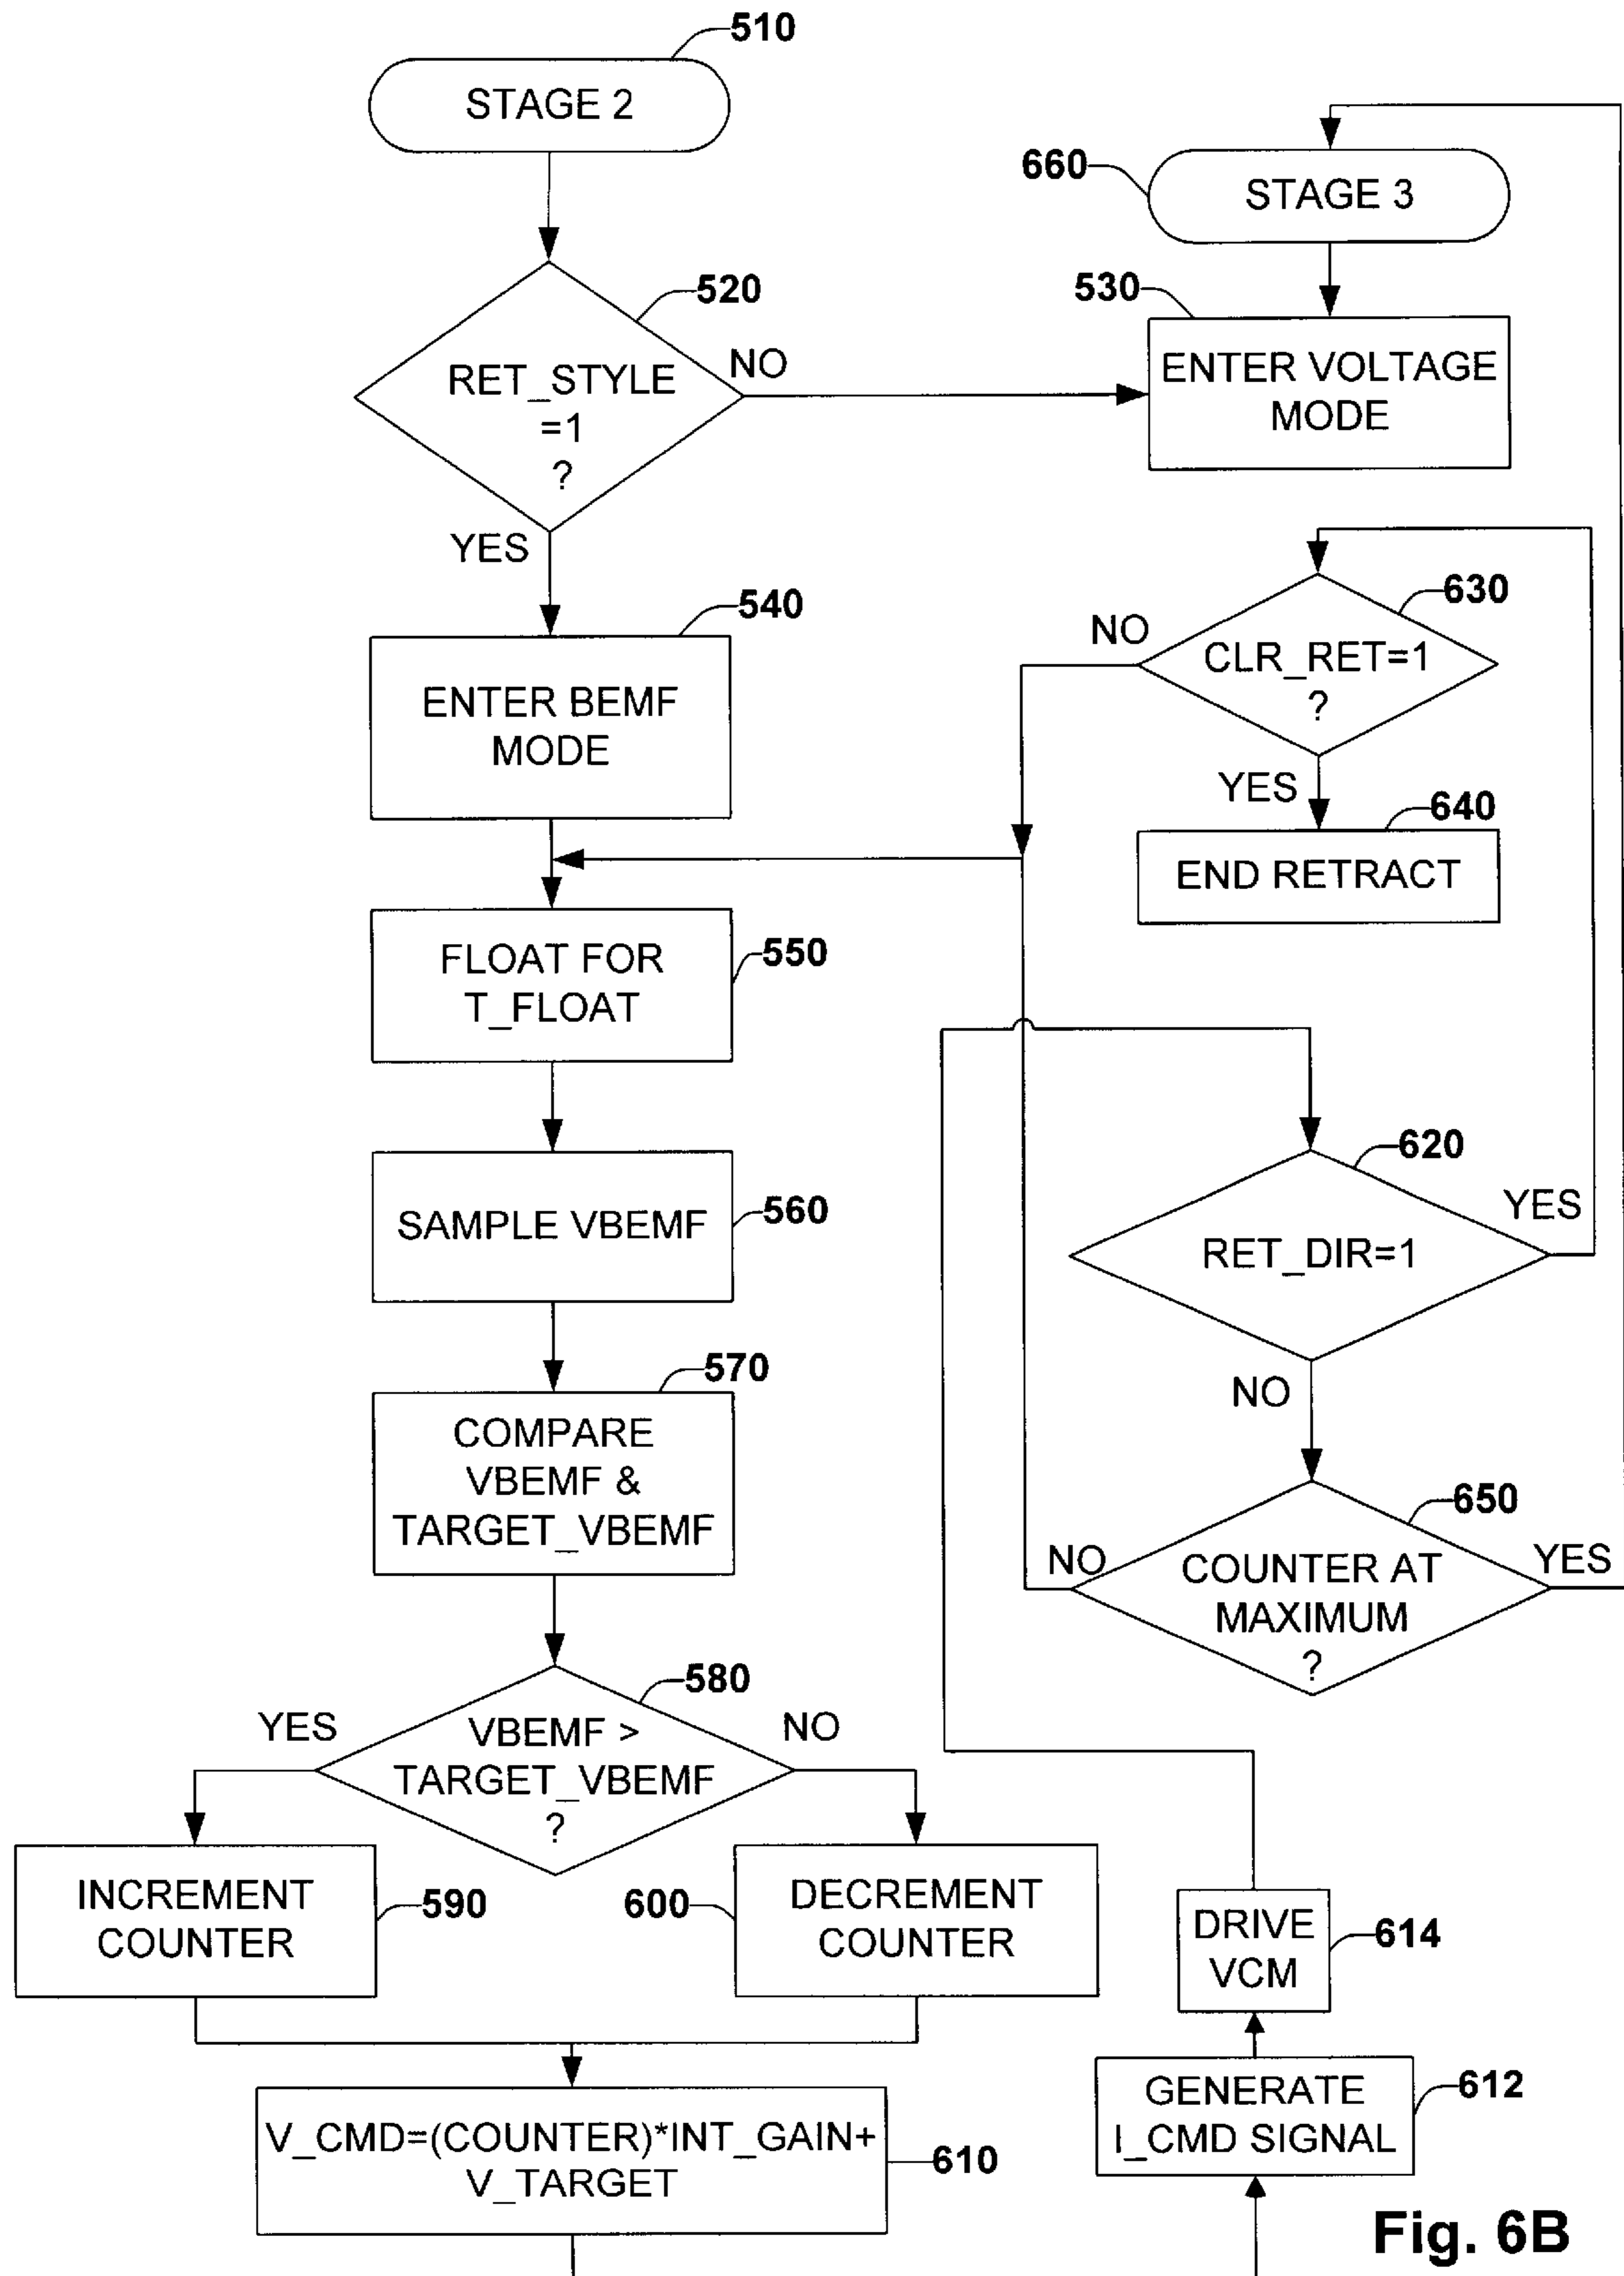 510
STAGE 2
660
STAGE 3
520
RET_STYLE
=1
?
NO
YES
530
ENTER VOLTAGE
MODE
540
ENTER BEMF
MODE
630
NO
CLR_RET=1
?
YES
640
END RETRACT
FLOAT FOR
T_FLOAT
550
SAMPLE VBEMF
560
620
YES
RET_DIR=1
NO
570
COMPARE
VBEMF &
TARGET_VBEMF
650
NO
YES
COUNTER AT
MAXIMUM
?
580
YES
NO
VBEMF >
TARGET_VBEMF
?
INCREMENT
COUNTER
590
600
DECREMENT
COUNTER
DRIVE
VCM
614
GENERATE
I_CMD SIGNAL
612
V_CMD=(COUNTER)*INT_GAIN+
V_TARGET
610
Fig. 6B